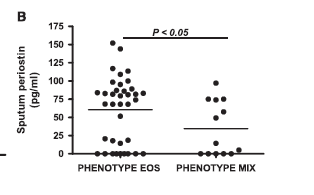 B
P < 0.05
Sputum periostin
(pg/ml)
175
150
125
100
75
50
25
0
PHENOTYPE EOS
PHENOTYPE MIX